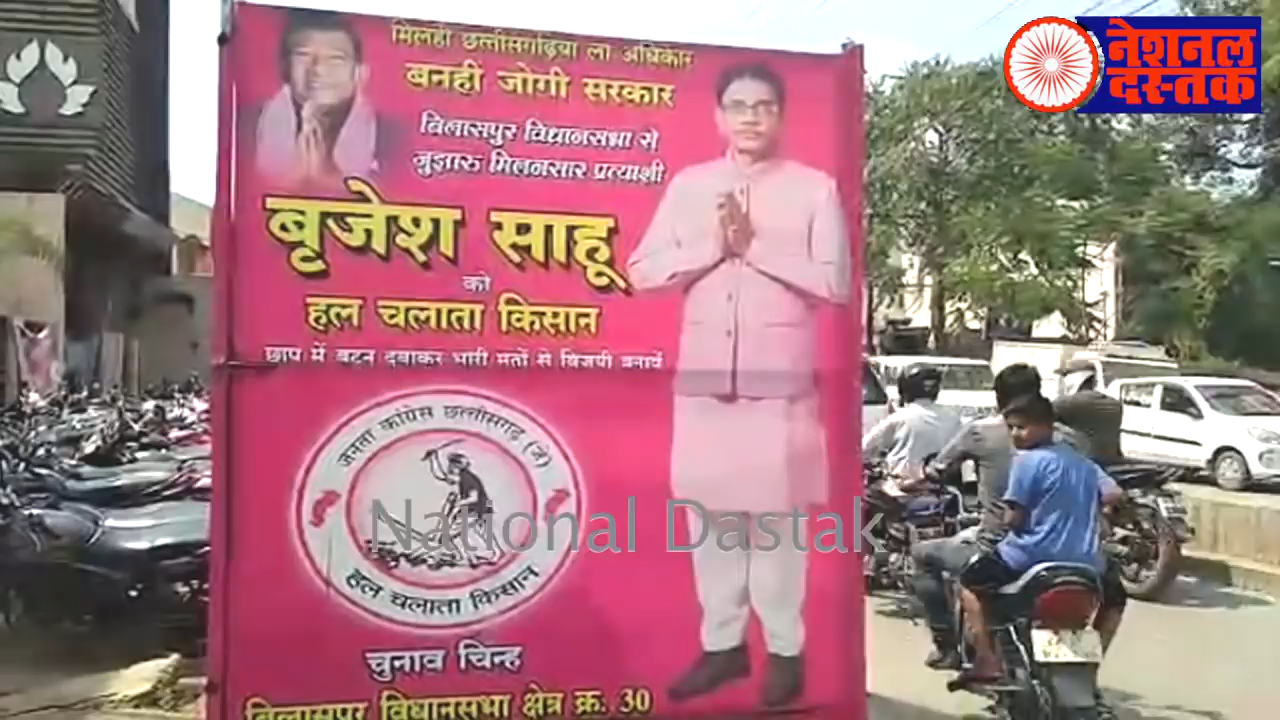 मिलही छत्तीसगढ़िया ला अधिकार
बनही जोगी सरकार
बिलासपुर विधानसभा से
जुझारु मिलनसार प्रत्याशी
बृजेश साहू
को
हल चलाता किसान
छाप में बटन दबाकर भारी मतों से विजयी बनावें
जनता कांग्रेस छत्तीसगढ़ (जे)
हल चलाता किसान
चुनाव चिन्ह
बिलासपुर विधानसभा क्षेत्र क्र. 30
नेशनल
दस्तक
National Dastak